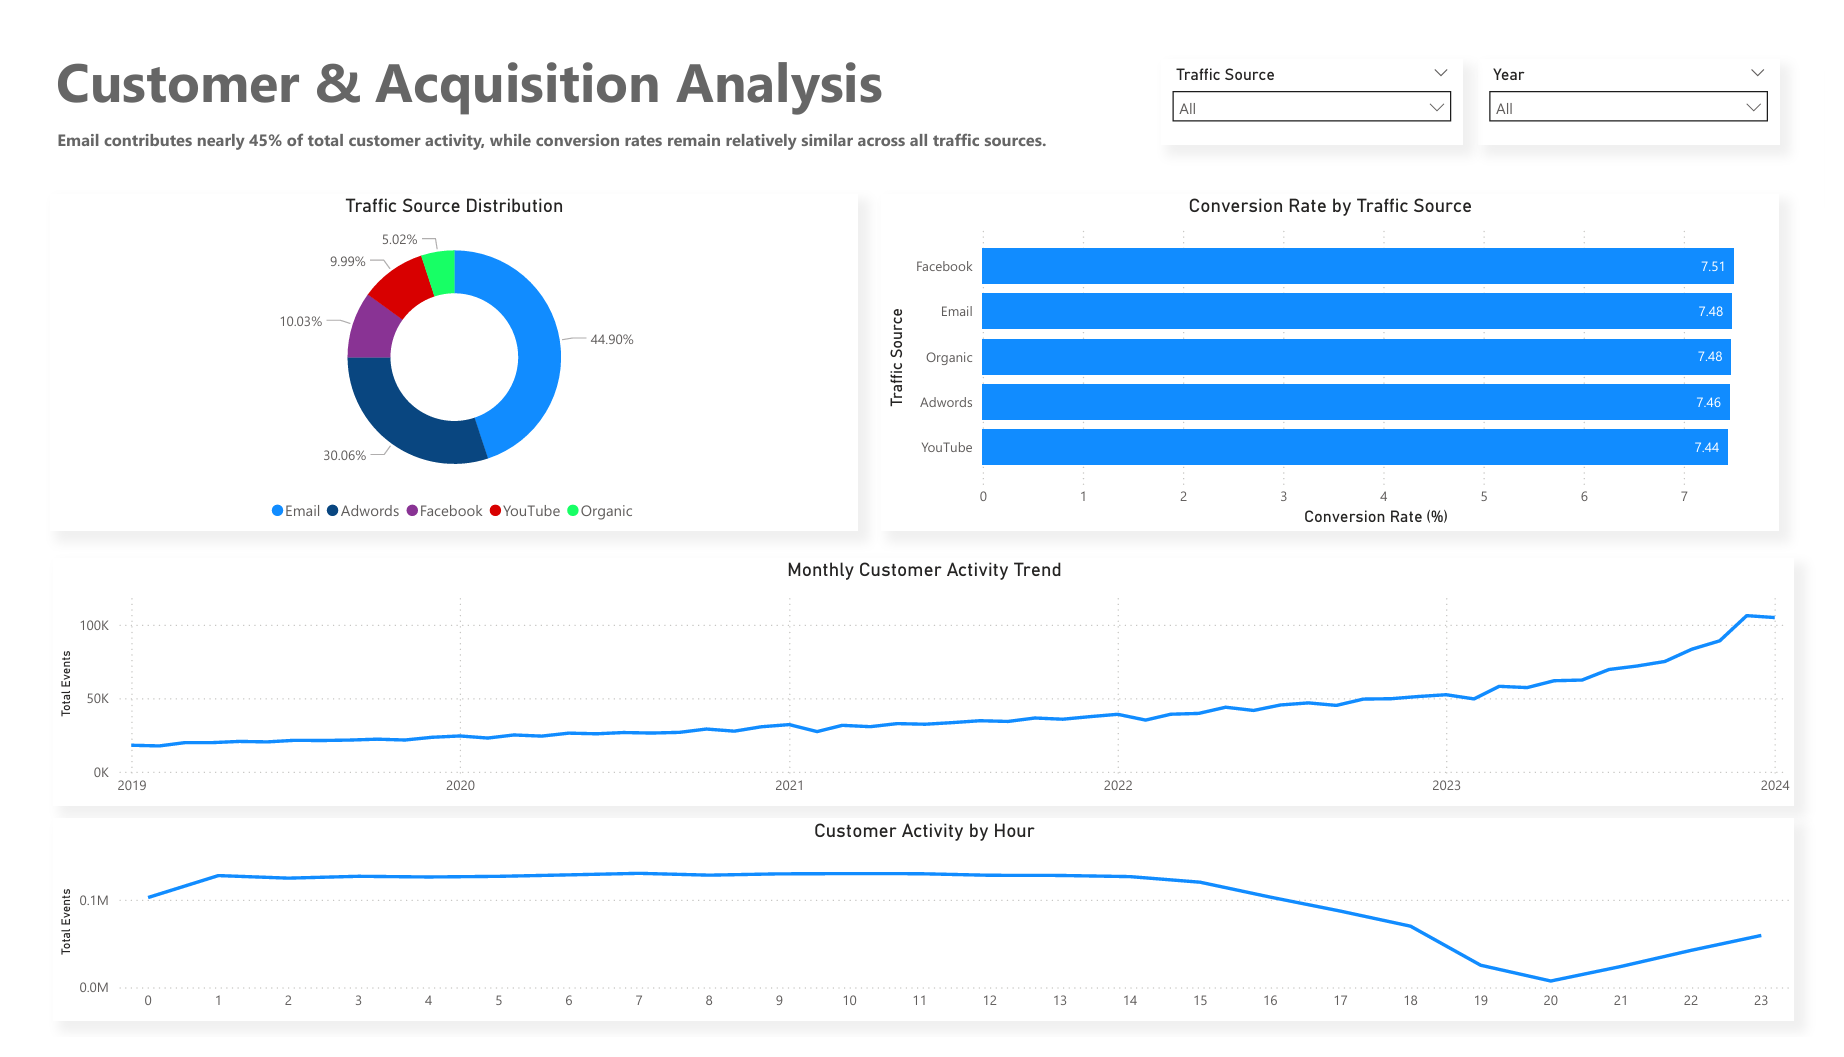 Customer & Acquisition Analysis
Email contributes nearly 45% of total customer activity, while conversion rates remain relatively similar across all traffic sources.
Traffic Source
All
Year
All
Traffic Source Distribution
5.02%
9.99%
10.03%
44.90%
30.06%
Email Adwords Facebook YouTube Organic
Conversion Rate by Traffic Source
Traffic Source
Facebook 7.51
Email 7.48
Organic 7.48
Adwords 7.46
YouTube 7.44
0 1 2 3 4 5 6 7
Conversion Rate (%)
Monthly Customer Activity Trend
Total Events
100K
50K
0K
2019 2020 2021 2022 2023 2024
Customer Activity by Hour
Total Events
0.1M
0.0M
0 1 2 3 4 5 6 7 8 9 10 11 12 13 14 15 16 17 18 19 20 21 22 23